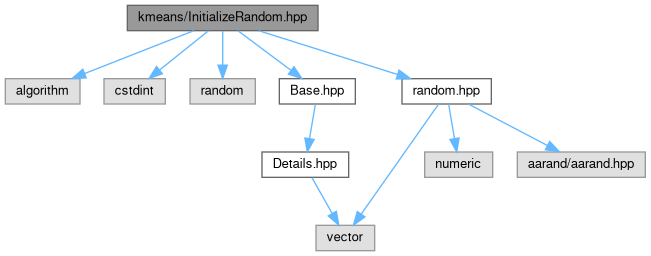 kmeans/InitializeRandom.hpp
algorithm
cstdint
random
Base.hpp
random.hpp
Details.hpp
numeric
aarand/aarand.hpp
vector